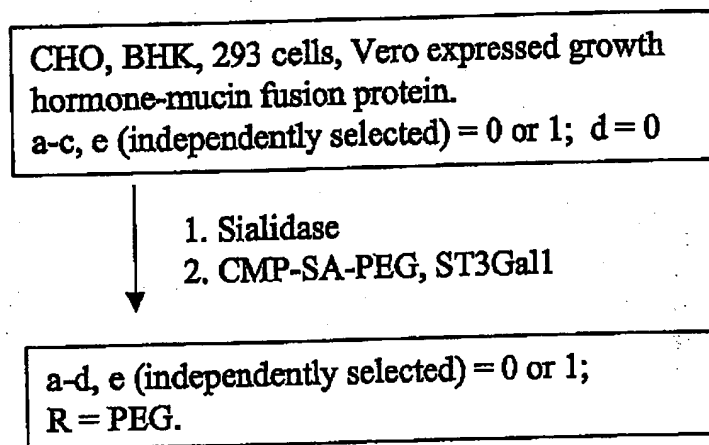 CHO, BHK, 293 cells, Vero expressed growth
hormone-mucin fusion protein.
a-c, e (independently selected) = 0 or 1; d = 0
1. Sialidase
2. CMP-SA-PEG, ST3Gal1
a-d, e (independently selected) = 0 or 1;
R = PEG.